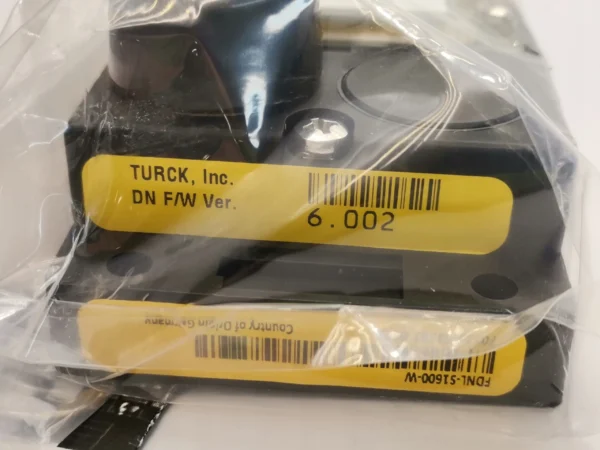 TURCK, Inc.
DN F/W Ver.
6.002
FDNL-S1600-W
Country of Origin Germany